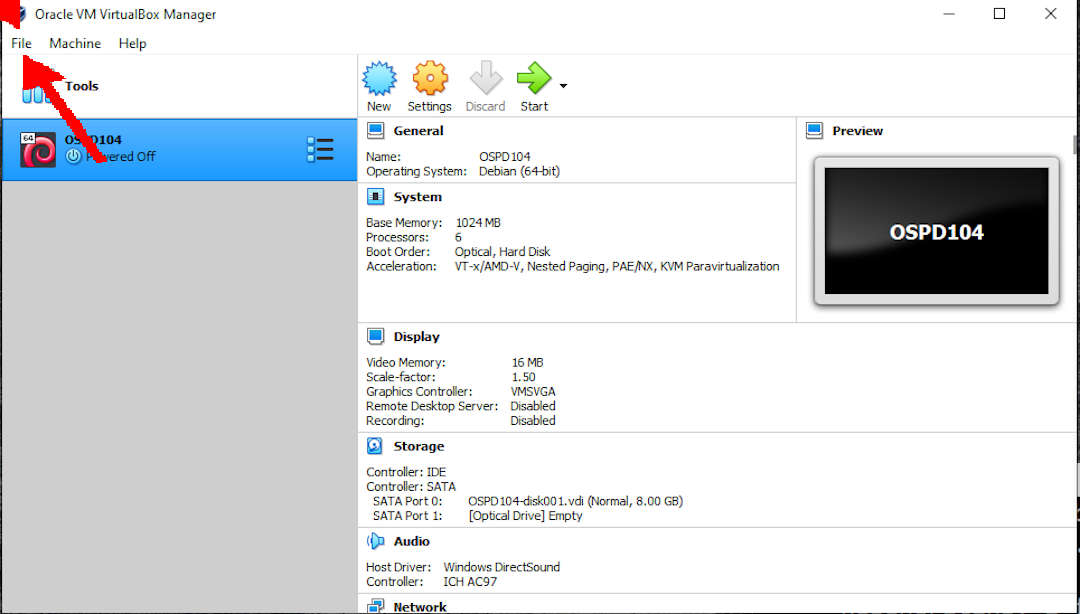 Oracle VM VirtualBox Manager
File Machine Help
Tools
New Settings Discard Start
64
Powered Off
General
Name: OSPD104
Operating System: Debian (64-bit)
System
Base Memory: 1024 MB
Processors: 6
Boot Order: Optical, Hard Disk
Acceleration: VT-x/AMD-V, Nested Paging, PAE/NX, KVM Paravirtualization
Preview
OSPD104
Display
Video Memory: 16 MB
Scale-factor: 1.50
Graphics Controller: VMSVGA
Remote Desktop Server: Disabled
Recording: Disabled
Storage
Controller: IDE
Controller: SATA
SATA Port 0: OSPD104-disk001.vdi (Normal, 8.00 GB)
SATA Port 1: [Optical Drive] Empty
Audio
Host Driver: Windows DirectSound
Controller: ICH AC97
Network